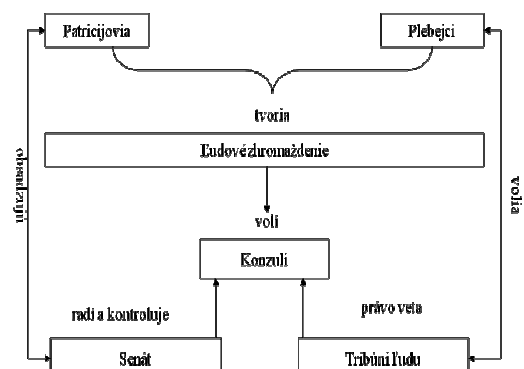 Patricijovia
Plebejci
tvoria
Ľudové zhromaždenie
obsadzujú
volia
volí
Konzuli
radí a kontroluje
právo veta
Senát
Tribúni ľudu